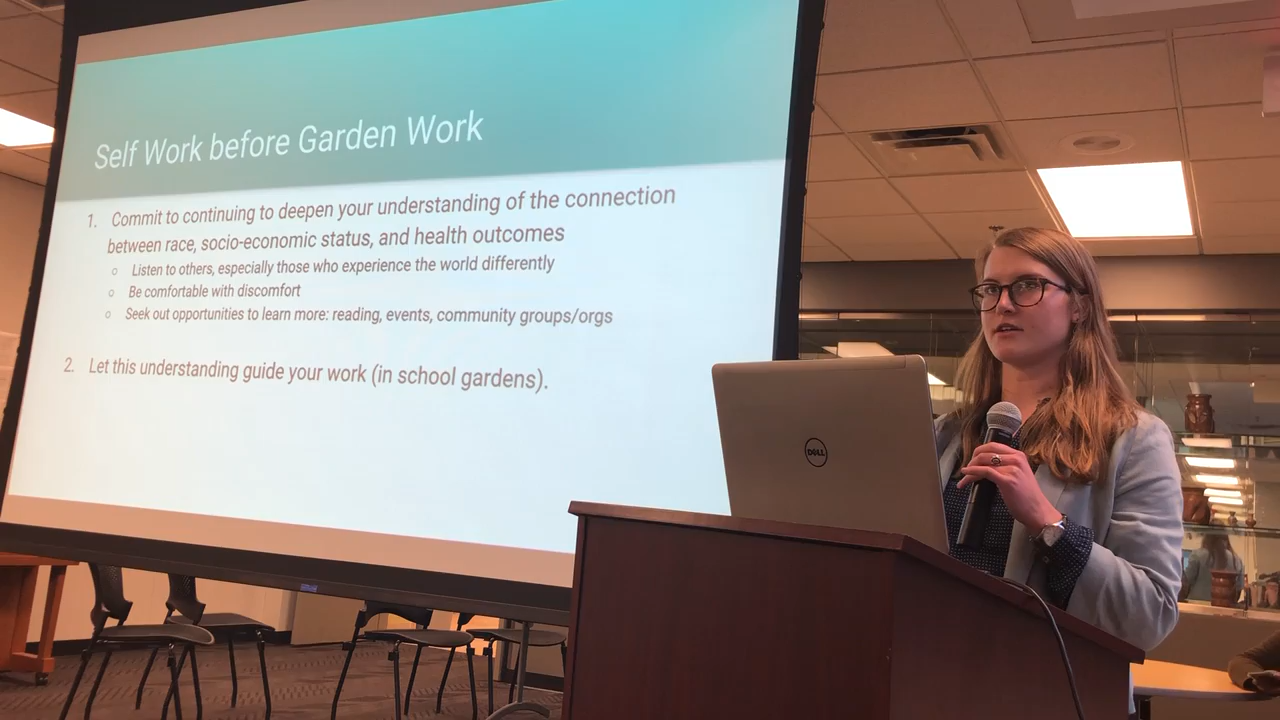 Self Work before Garden Work
1. Commit to continuing to deepen your understanding of the connection
between race, socio-economic status, and health outcomes
○ Listen to others, especially those who experience the world differently
○ Be comfortable with discomfort
○ Seek out opportunities to learn more: reading, events, community groups/orgs
2. Let this understanding guide your work (in school gardens).
DELL